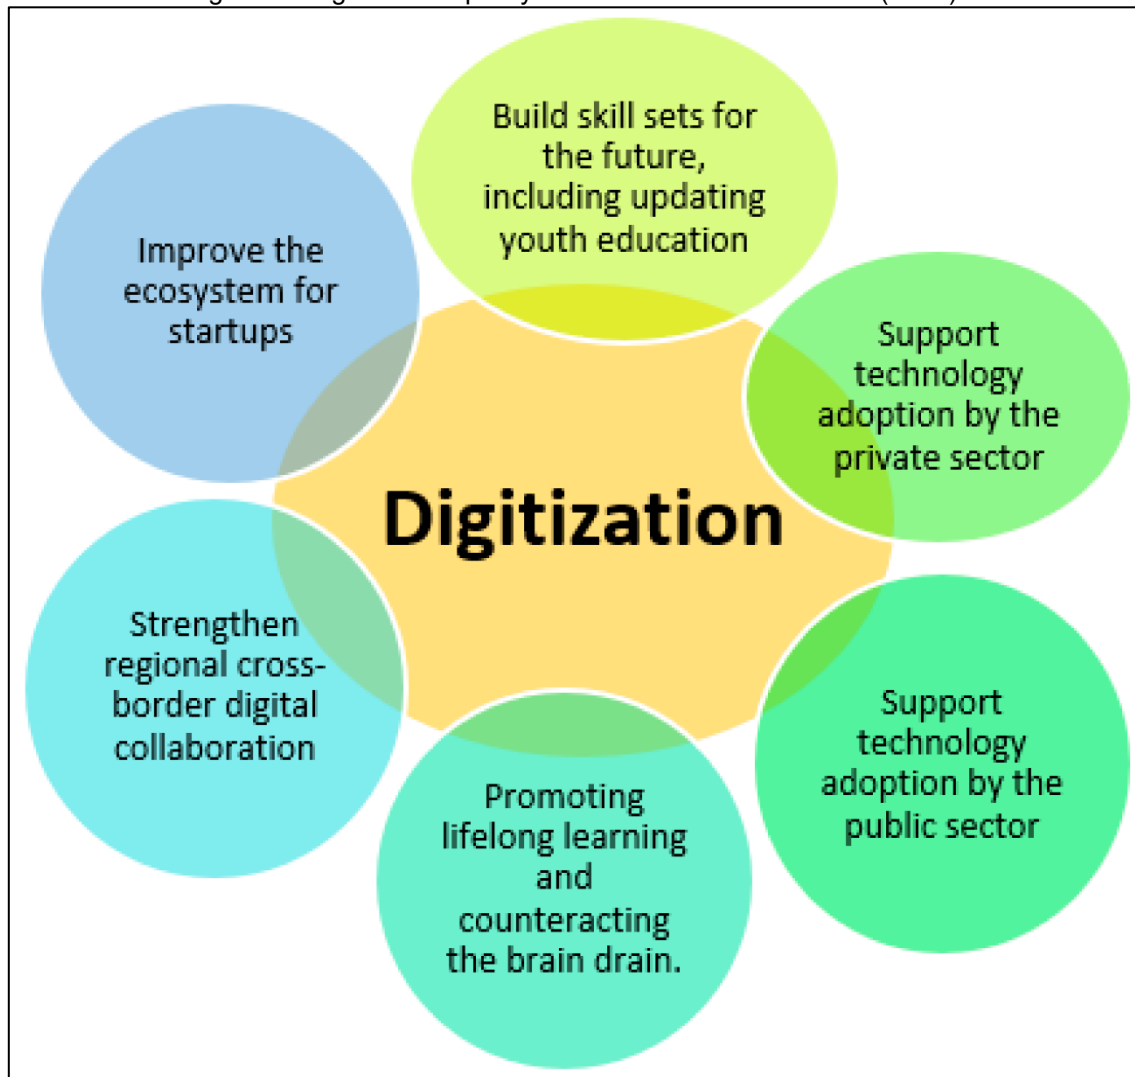 Build skill sets for
the future,
including updating
youth education
Improve the
ecosystem for
startups
Support
technology
adoption by the
private sector
Digitization
Strengthen
regional cross-
border digital
collaboration
Support
technology
adoption by the
public sector
Promoting
lifelong learning
and
counteracting
the brain drain.